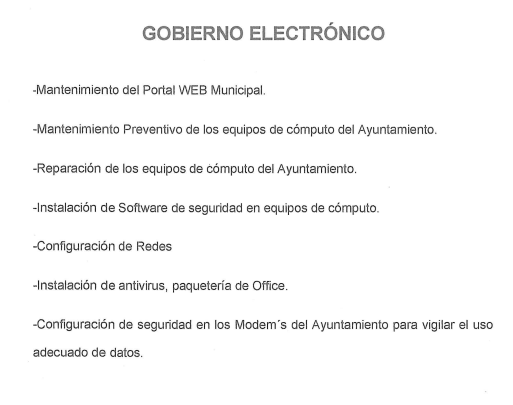 GOBIERNO ELECTRÓNICO
-Mantenimiento del Portal WEB Municipal.
-Mantenimiento Preventivo de los equipos de cómputo del Ayuntamiento.
-Reparación de los equipos de cómputo del Ayuntamiento.
-Instalación de Software de seguridad en equipos de cómputo.
-Configuración de Redes
-Instalación de antivirus, paquetería de Office.
-Configuración de seguridad en los Modem´s del Ayuntamiento para vigilar el uso
adecuado de datos.